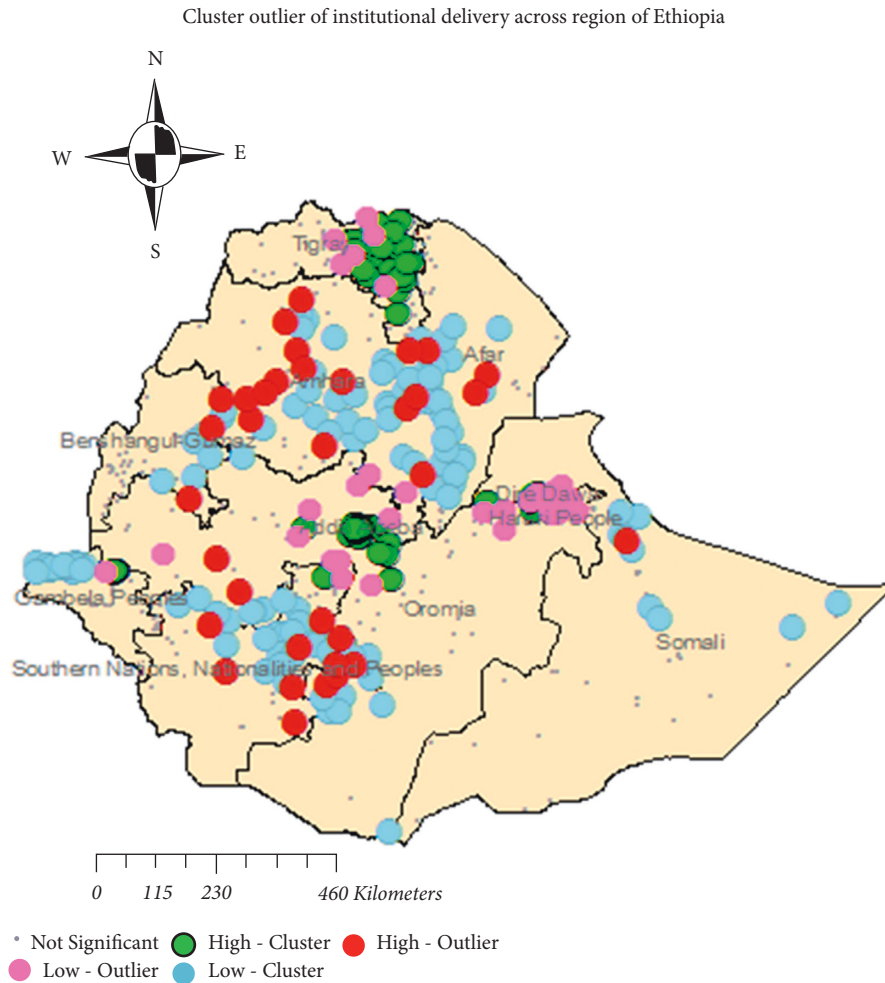 Cluster outlier of institutional delivery across region of Ethiopia
N
W
E
S
Tigray
Afar
Amhara
Benshangul Gumaz
Dire Dawa
Harari People
Addis Ababa
Gambela Peoples
Oromia
Somali
Southern Nations, Nationalities and Peoples
0 115 230 460 Kilometers
Not Significant High - Cluster High - Outlier
Low - Outlier Low - Cluster